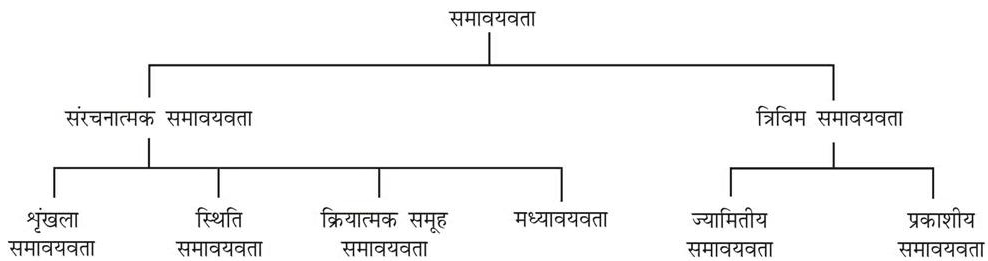 समावयवता
संरचनात्मक समावयवता
त्रिविम समावयवता
शृंखला
समावयवता
स्थिति
समावयवता
क्रियात्मक समूह
समावयवता
मध्यावयवता
ज्यामितीय
समावयवता
प्रकाशीय
समावयवता